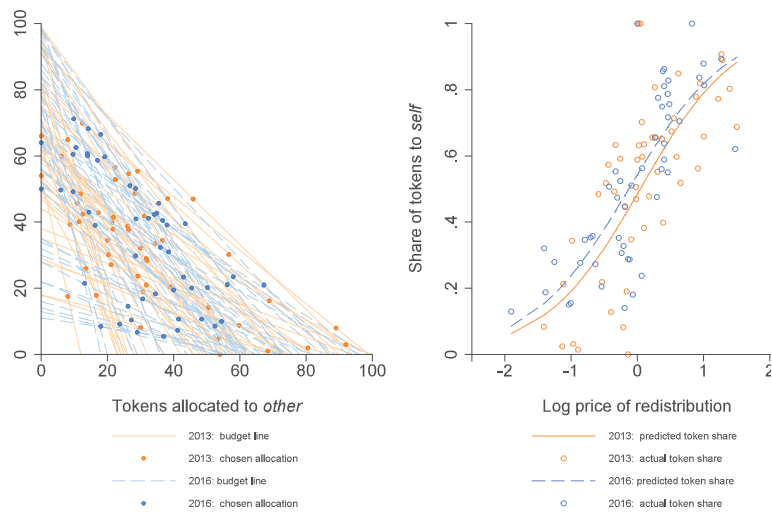 100
80
60
40
20
0
0 20 40 60 80 100
Tokens allocated to other
2013: budget line
2013: chosen allocation
2016: budget line
2016: chosen allocation
Share of tokens to self
1
.8
.6
.4
.2
0
-2 -1 0 1 2
Log price of redistribution
2013: predicted token share
2013: actual token share
2016: predicted token share
2016: actual token share